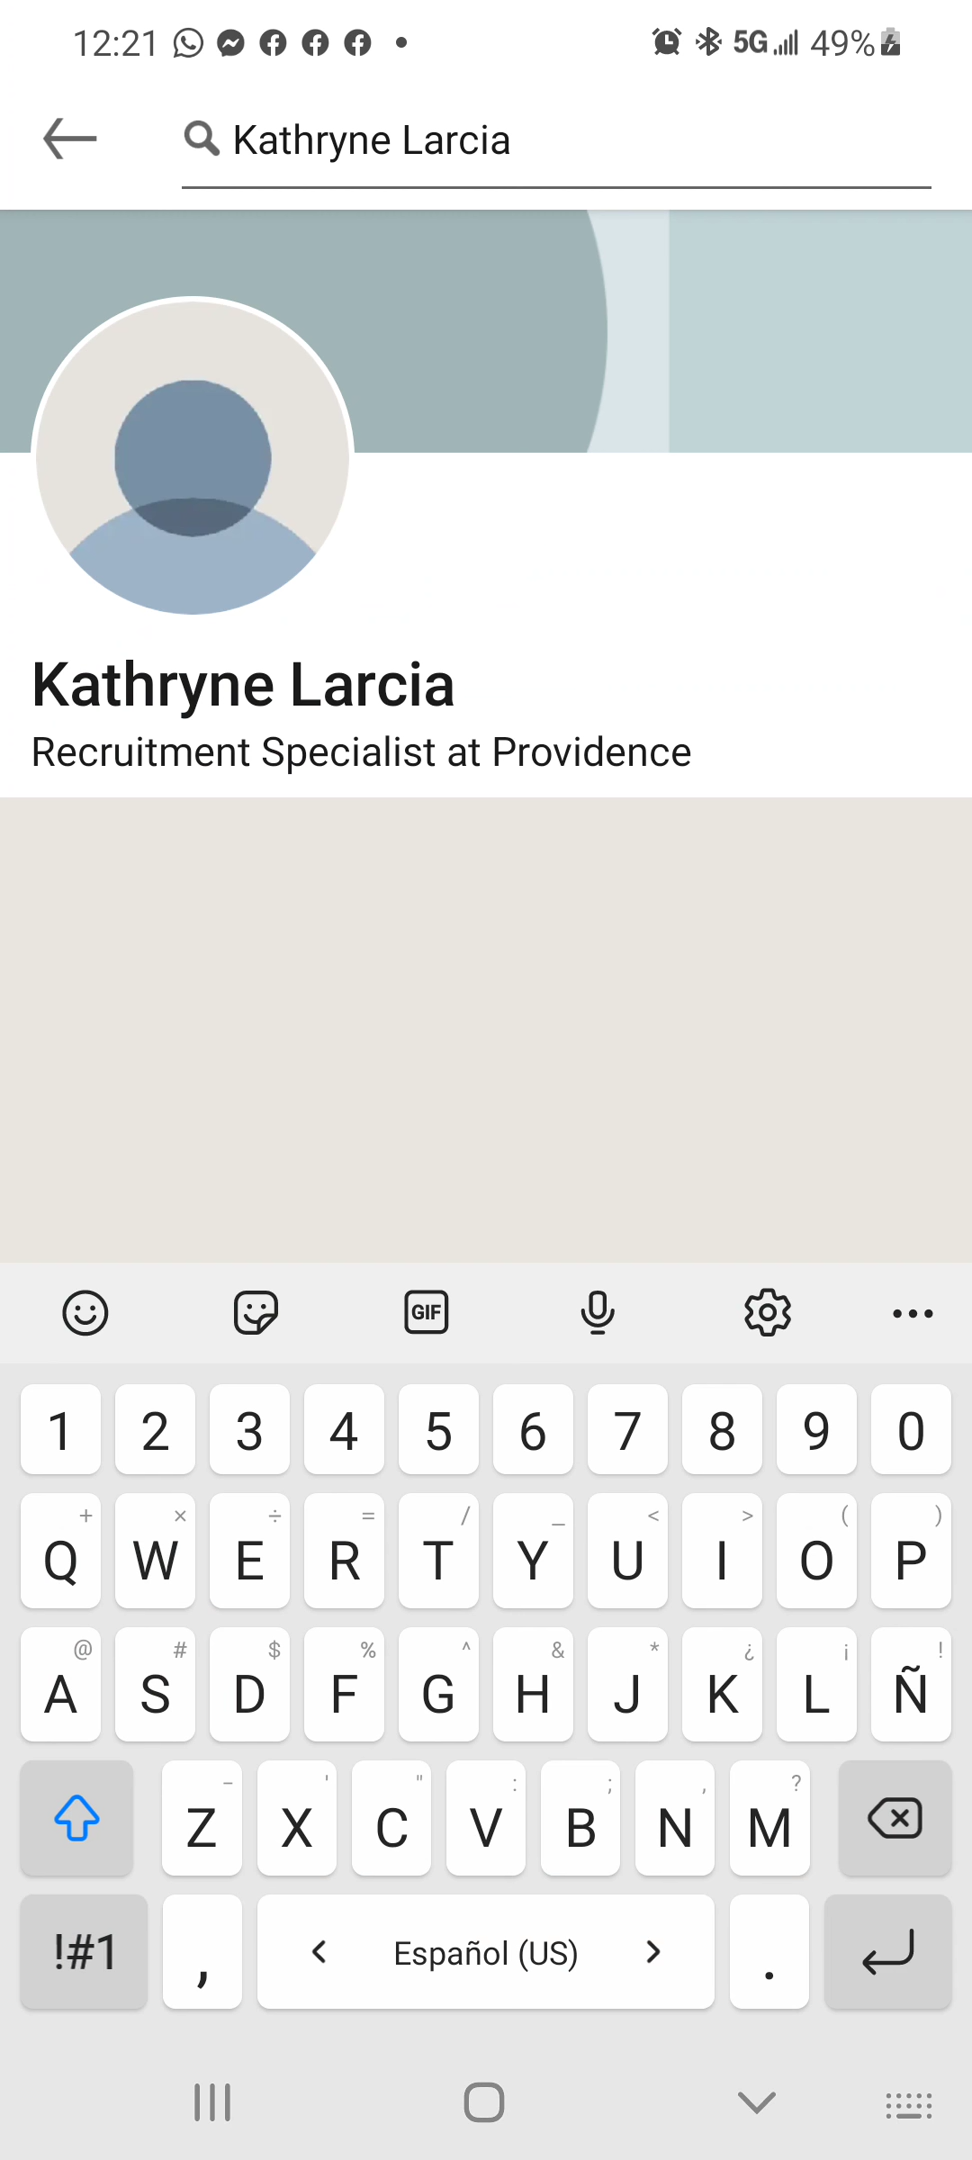 12:21 5G 49%
Kathryne Larcia
Kathryne Larcia
Recruitment Specialist at Providence
GIF
1 2 3 4 5 6 7 8 9 0
+ × ÷ = / _ < > ( )
Q W E R T Y U I O P
@ # $ % ^ & * ¿ ¡ !
A S D F G H J K L Ñ
- ' " : ; , ?
Z X C V B N M
!#1 , < Español (US) > .